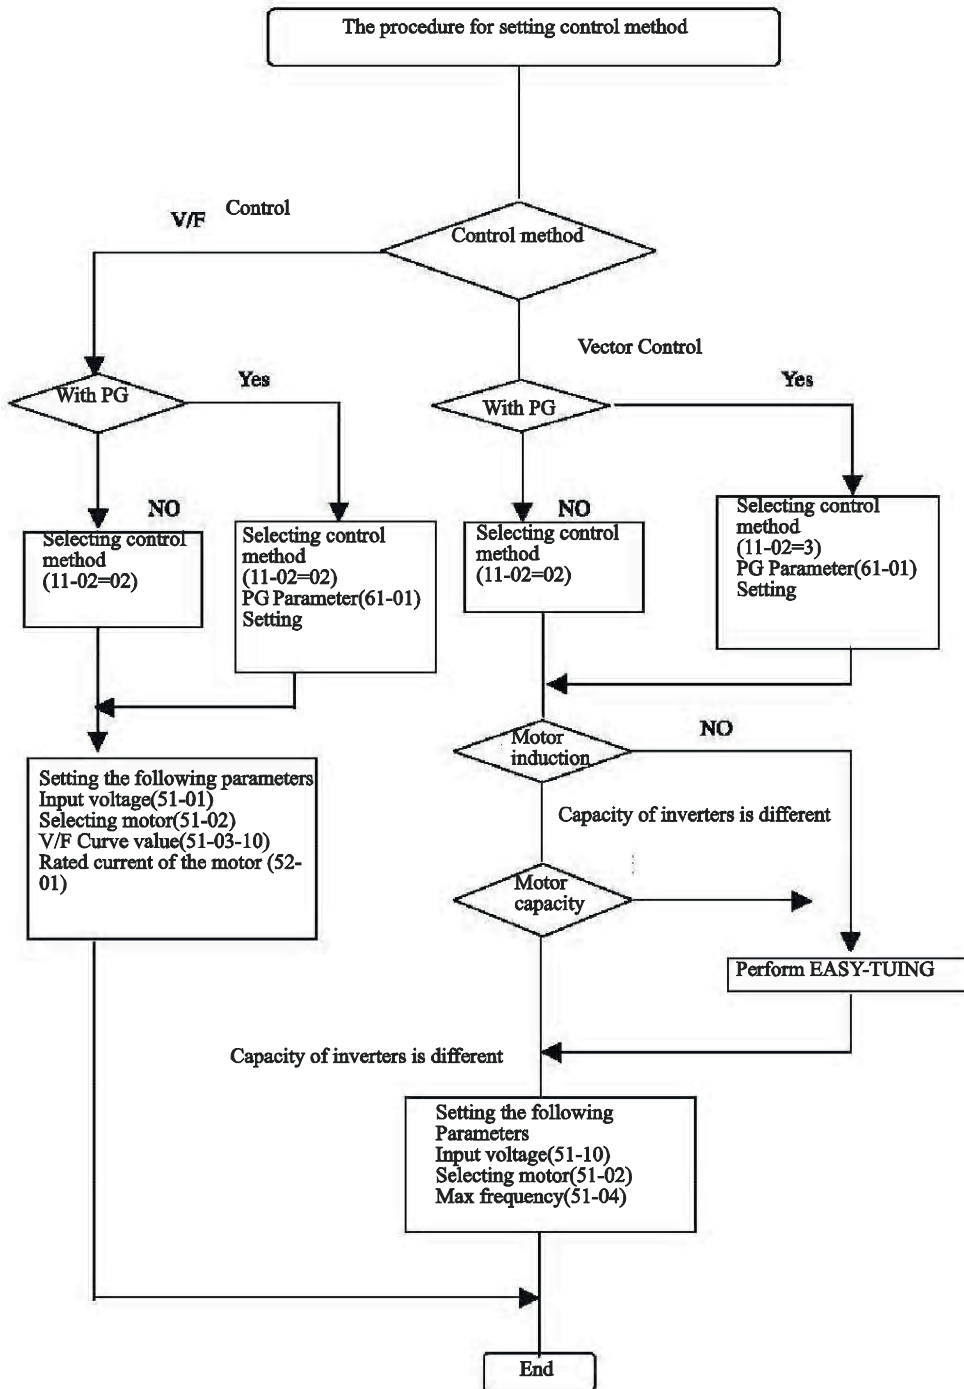 The procedure for setting control method
V/F Control
Control method
Vector Control
With PG
Yes
With PG
Yes
NO
NO
Selecting control
method
(11-02=02)
Selecting control
method
(11-02=02)
PG Parameter(61-01)
Setting
Selecting control
method
(11-02=02)
Selecting control
method
(11-02=3)
PG Parameter(61-01)
Setting
Motor
induction
NO
Setting the following parameters
Input voltage(51-01)
Selecting motor(51-02)
V/F Curve value(51-03-10)
Rated current of the motor (52-
01)
Capacity of inverters is different
Motor
capacity
Perform EASY-TUING
Capacity of inverters is different
Setting the following
Parameters
Input voltage(51-10)
Selecting motor(51-02)
Max frequency(51-04)
End